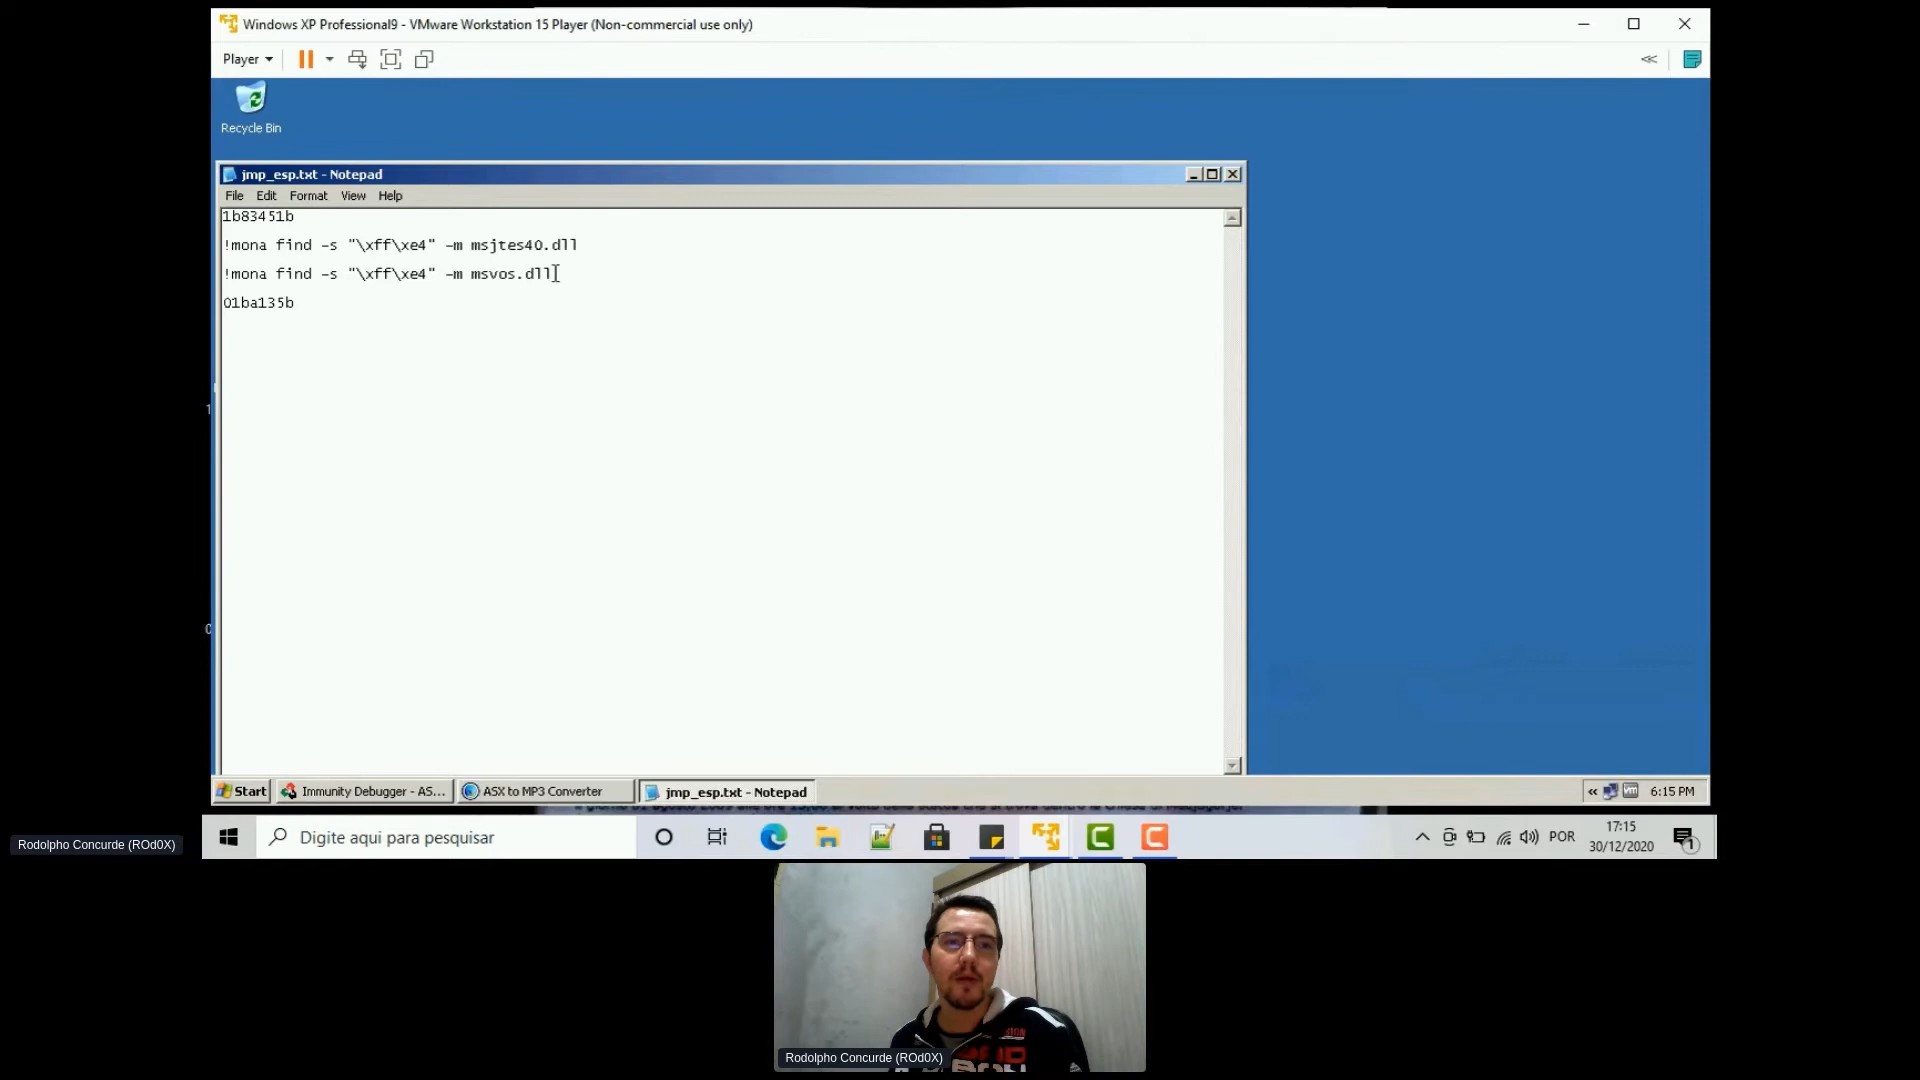 Windows XP Professional9 - VMware Workstation 15 Player (Non-commercial use only)
Player
Recycle Bin
jmp_esp.txt - Notepad
File Edit Format View Help
1b83451b
!mona find -s "\xff\xe4" -m msjtes40.dll
!mona find -s "\xff\xe4" -m msvos.dll
01ba135b
Start Immunity Debugger - AS... ASX to MP3 Converter jmp_esp.txt - Notepad 6:15 PM
Digite aqui para pesquisar
POR
17:15
30/12/2020
1
Rodolpho Concurde (ROd0X)
Rodolpho Concurde (ROd0X)